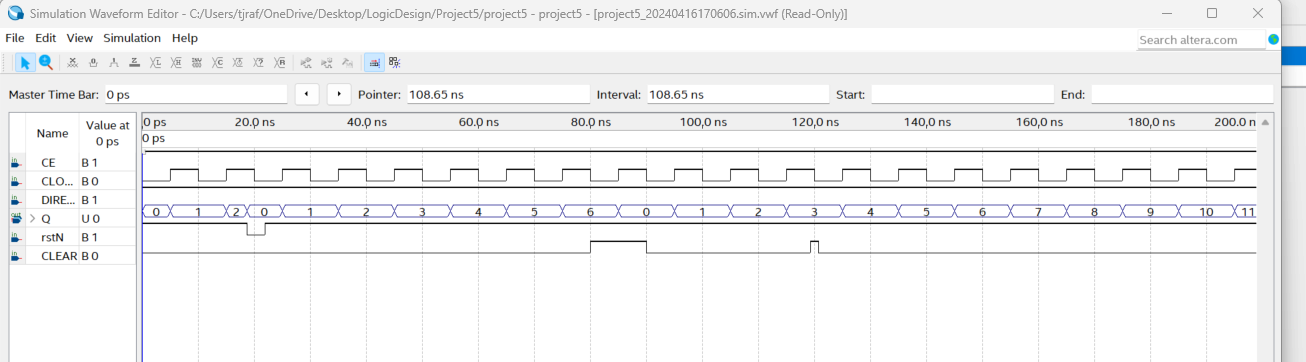 Simulation Waveform Editor - C:/Users/tjraf/OneDrive/Desktop/LogicDesign/Project5/project5 - project5 - [project5_20240416170606.sim.vwf (Read-Only)]
File Edit View Simulation Help
Search altera.com
Master Time Bar: 0 ps Pointer: 108.65 ns Interval: 108.65 ns Start: End:
Name Value at 0 ps
0 ps 20.0 ns 40.0 ns 60.0 ns 80.0 ns 100.0 ns 120.0 ns 140.0 ns 160.0 ns 180.0 ns 200.0 n
0 ps
CE B 1
CLO... B 0
DIRE... B 1
out > Q U 0 0 1 2 0 1 2 3 4 5 6 0 1 2 3 4 5 6 7 8 9 10 11
rstN B 1
CLEAR B 0